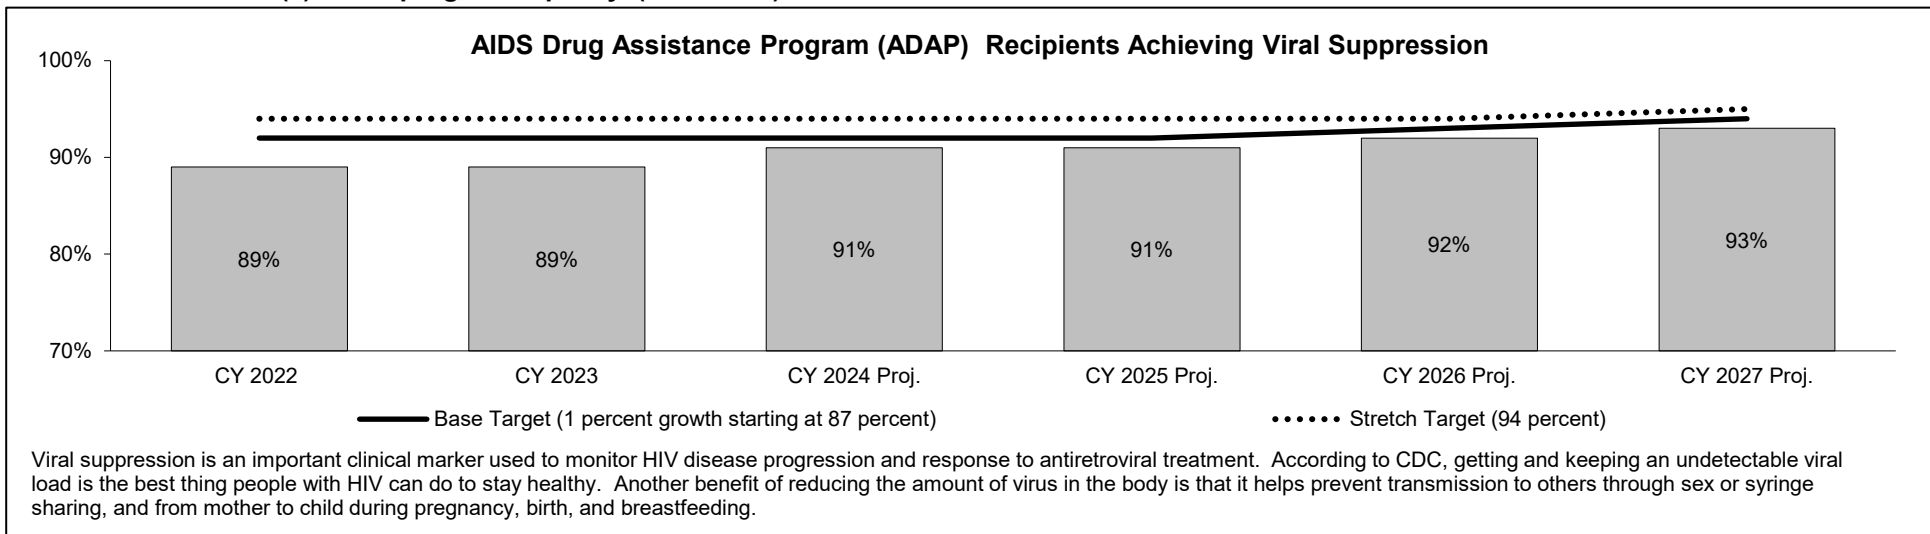 AIDS Drug Assistance Program (ADAP)  Recipients Achieving Viral Suppression
100%
90%
80%
70%
89%
89%
91%
91%
92%
93%
CY 2022
CY 2023
CY 2024 Proj.
CY 2025 Proj.
CY 2026 Proj.
CY 2027 Proj.
Base Target (1 percent growth starting at 87 percent)
Stretch Target (94 percent)
Viral suppression is an important clinical marker used to monitor HIV disease progression and response to antiretroviral treatment.  According to CDC, getting and keeping an undetectable viral
load is the best thing people with HIV can do to stay healthy.  Another benefit of reducing the amount of virus in the body is that it helps prevent transmission to others through sex or syringe
sharing, and from mother to child during pregnancy, birth, and breastfeeding.